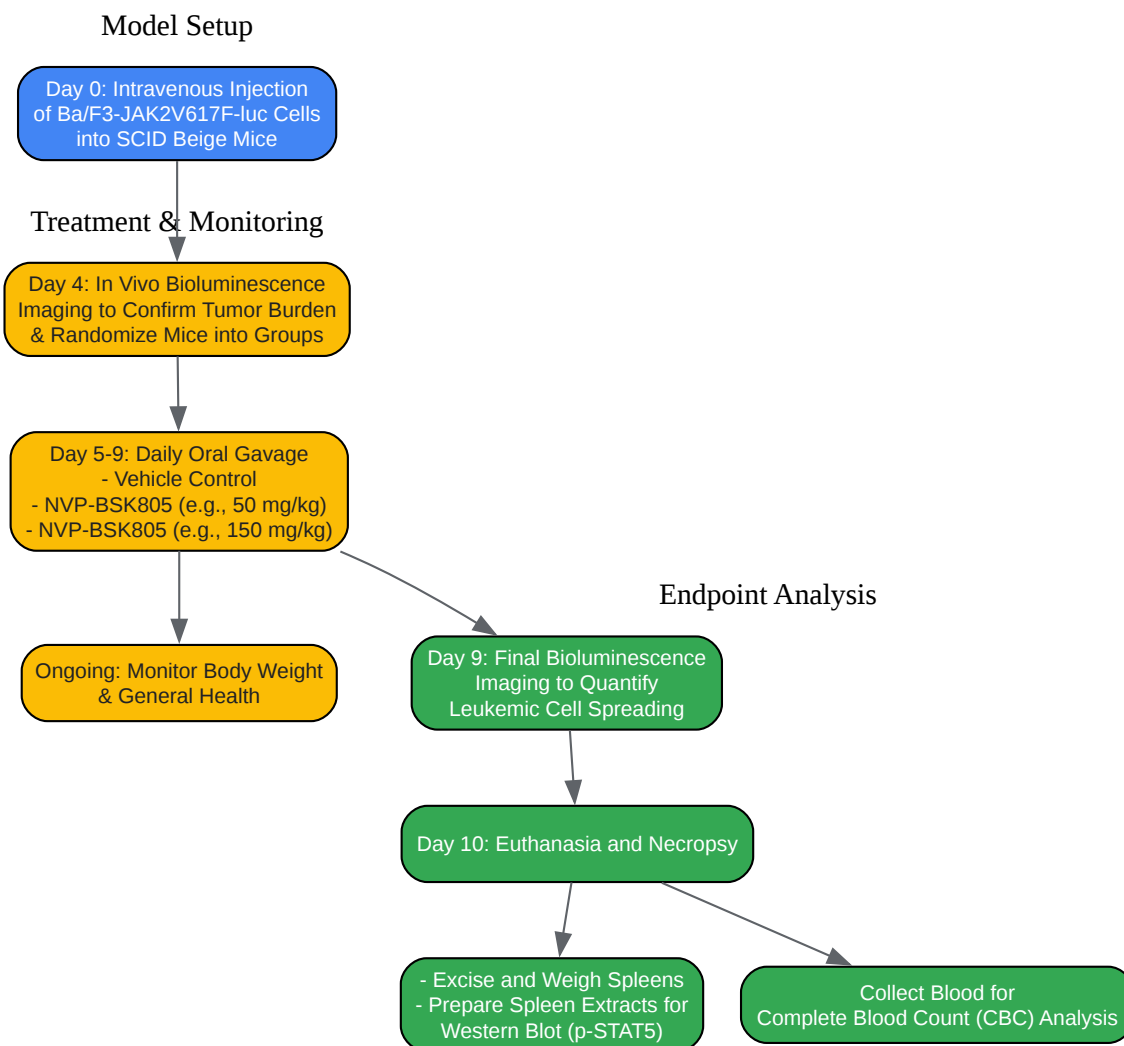 Model Setup
Day 0: Intravenous Injection
of Ba/F3-JAK2V617F-luc Cells
into SCID Beige Mice
Treatment & Monitoring
Day 4: In Vivo Bioluminescence
Imaging to Confirm Tumor Burden
& Randomize Mice into Groups
Day 5-9: Daily Oral Gavage
- Vehicle Control
- NVP-BSK805 (e.g., 50 mg/kg)
- NVP-BSK805 (e.g., 150 mg/kg)
Ongoing: Monitor Body Weight
& General Health
Endpoint Analysis
Day 9: Final Bioluminescence
Imaging to Quantify
Leukemic Cell Spreading
Day 10: Euthanasia and Necropsy
- Excise and Weigh Spleens
- Prepare Spleen Extracts for
Western Blot (p-STAT5)
Collect Blood for
Complete Blood Count (CBC) Analysis